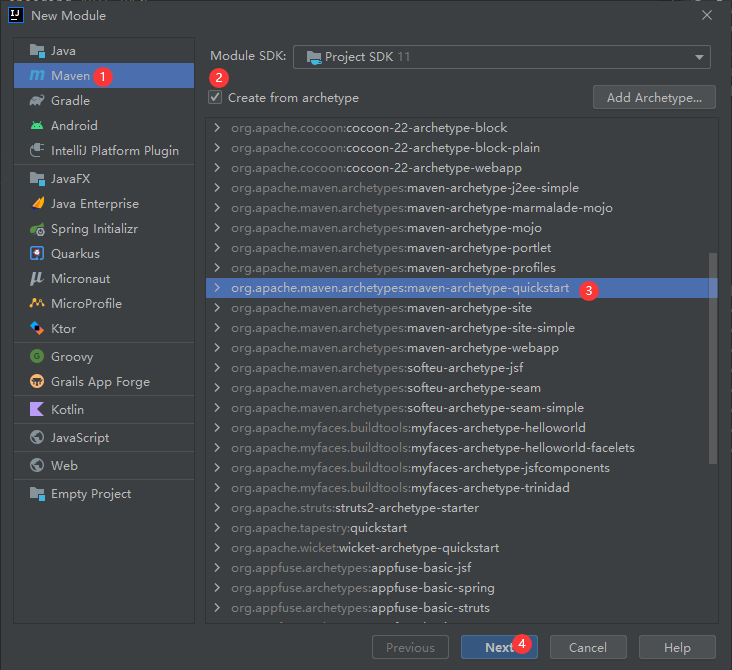 New Module
Java
Maven 1
Gradle
Android
IntelliJ Platform Plugin
JavaFX
Java Enterprise
Spring Initializr
Quarkus
Micronaut
MicroProfile
Ktor
Groovy
Grails App Forge
Kotlin
JavaScript
Web
Empty Project
Module SDK: Project SDK 11
2
Create from archetype
Add Archetype...
org.apache.cocoon:cocoon-22-archetype-block
org.apache.cocoon:cocoon-22-archetype-block-plain
org.apache.cocoon:cocoon-22-archetype-webapp
org.apache.maven.archetypes:maven-archetype-j2ee-simple
org.apache.maven.archetypes:maven-archetype-marmalade-mojo
org.apache.maven.archetypes:maven-archetype-mojo
org.apache.maven.archetypes:maven-archetype-portlet
org.apache.maven.archetypes:maven-archetype-profiles
org.apache.maven.archetypes:maven-archetype-quickstart 3
org.apache.maven.archetypes:maven-archetype-site
org.apache.maven.archetypes:maven-archetype-site-simple
org.apache.maven.archetypes:maven-archetype-webapp
org.apache.maven.archetypes:softeu-archetype-jsf
org.apache.maven.archetypes:softeu-archetype-seam
org.apache.maven.archetypes:softeu-archetype-seam-simple
org.apache.myfaces.buildtools:myfaces-archetype-helloworld
org.apache.myfaces.buildtools:myfaces-archetype-helloworld-facelets
org.apache.myfaces.buildtools:myfaces-archetype-jsfcomponents
org.apache.myfaces.buildtools:myfaces-archetype-trinidad
org.apache.struts:struts2-archetype-starter
org.apache.tapestry:quickstart
org.apache.wicket:wicket-archetype-quickstart
org.appfuse.archetypes:appfuse-basic-jsf
org.appfuse.archetypes:appfuse-basic-spring
org.appfuse.archetypes:appfuse-basic-struts
Previous
Next 4
Cancel
Help